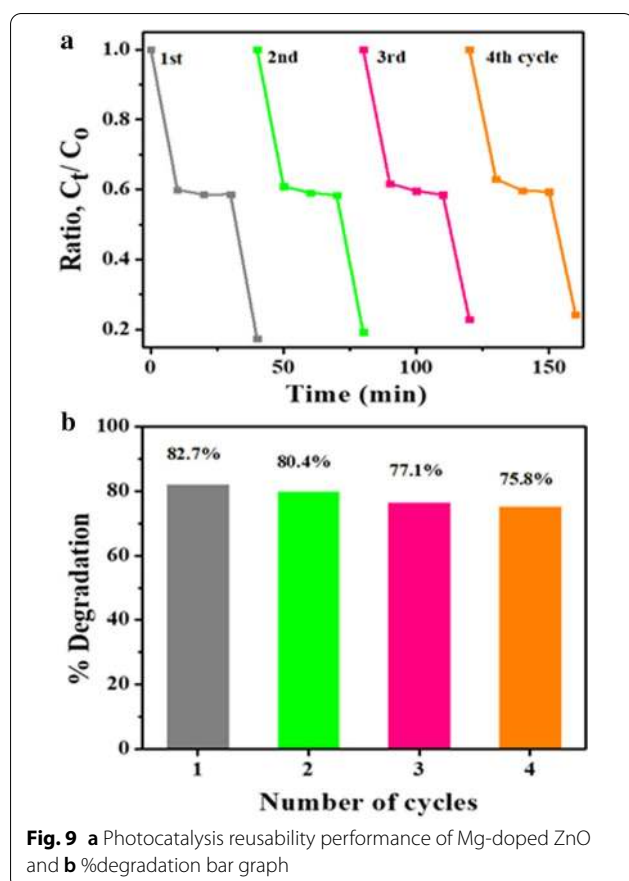 a
1.0
0.8
0.6
0.4
0.2
Ratio, Ct/ C0
1st
2nd
3rd
4th cycle
0
50
100
150
Time (min)
b
100
80
60
40
20
0
% Degradation
82.7%
80.4%
77.1%
75.8%
1
2
3
4
Number of cycles
Fig. 9 a Photocatalysis reusability performance of Mg-doped ZnO
and b %degradation bar graph